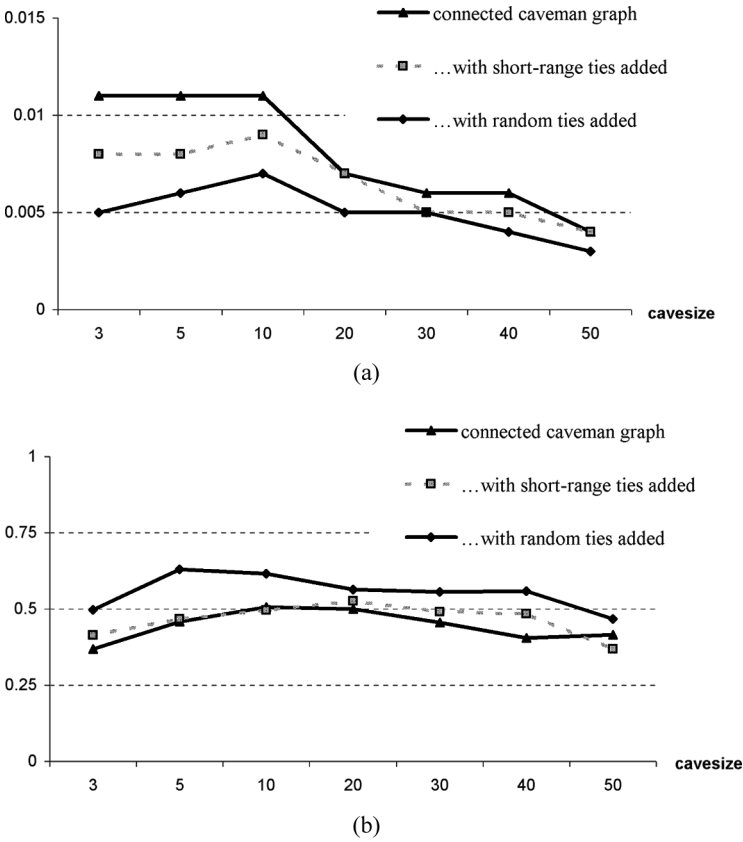 0.015
connected caveman graph
…with short-range ties added
0.01
…with random ties added
0.005
0
cavesize
3 5 10 20 30 40 50
(a)
connected caveman graph
1
…with short-range ties added
0.75
…with random ties added
0.5
0.25
0
cavesize
3 5 10 20 30 40 50
(b)